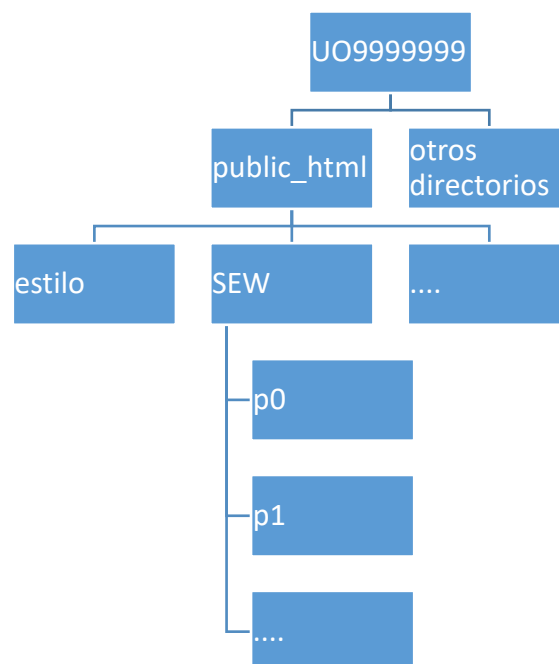 UO9999999
public_html
otros
directorios
estilo
SEW
....
p0
p1
....